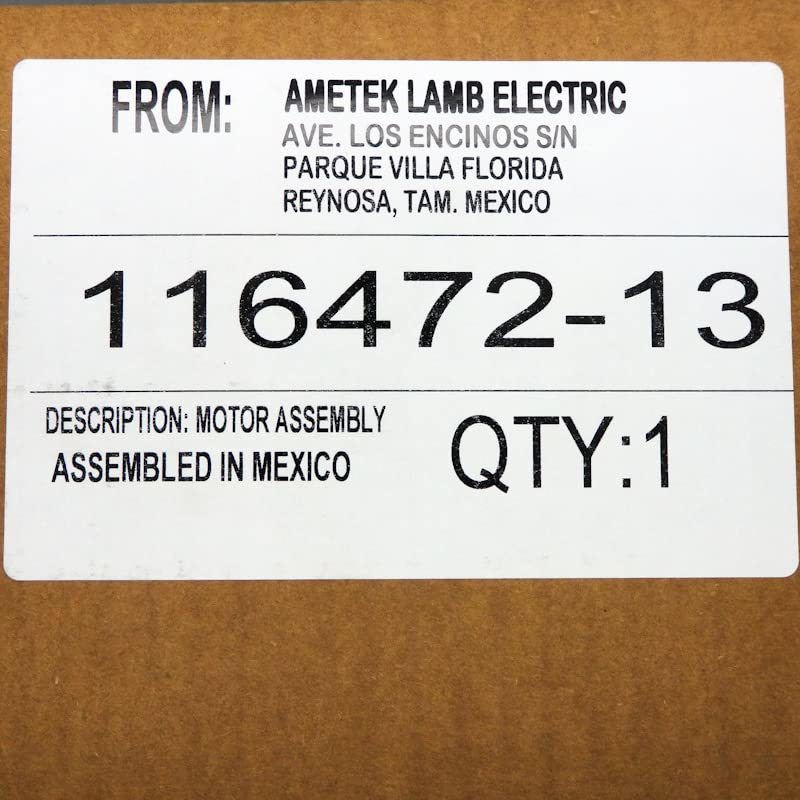 FROM: AMETEK LAMB ELECTRIC
AVE. LOS ENCINOS S/N
PARQUE VILLA FLORIDA
REYNOSA, TAM. MEXICO
116472-13
DESCRIPTION: MOTOR ASSEMBLY
ASSEMBLED IN MEXICO
QTY:1